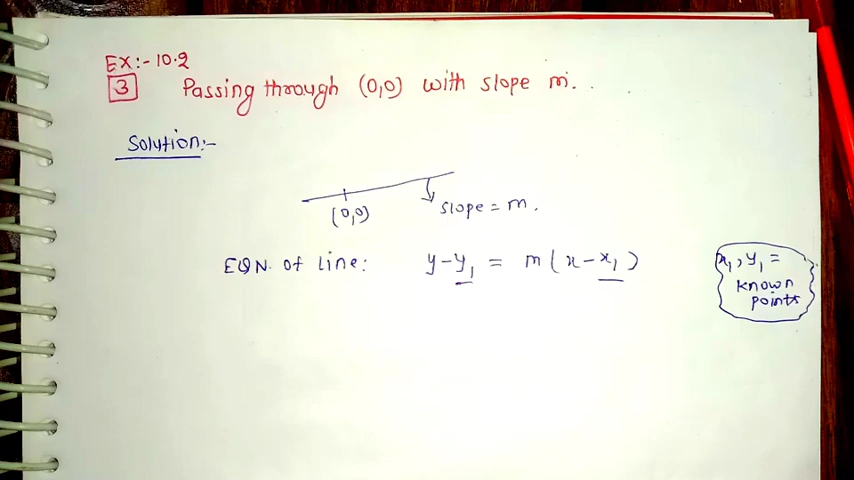 Ex:- 10.2
3 Passing through (0,0) with slope m.
Solution:-
(0,0) slope = m.
EQN. of line: y-y₁ = m(x-x₁)
x₁, y₁ =
known
points